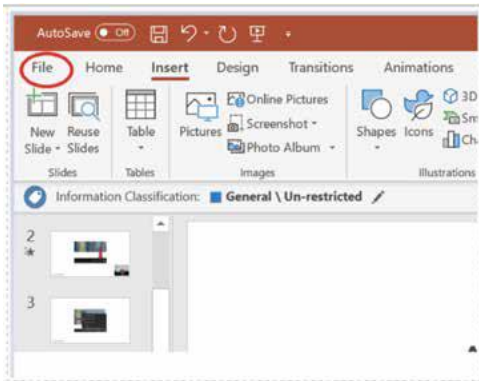 AutoSave Off
File Home Insert Design Transitions Animations
New Slide
Reuse Slides
Table
Pictures
Online Pictures
Screenshot
Photo Album
Shapes
Icons
3D
Sm
Ch
Slides Tables Images Illustrations
Information Classification: General \ Un-restricted
2
3